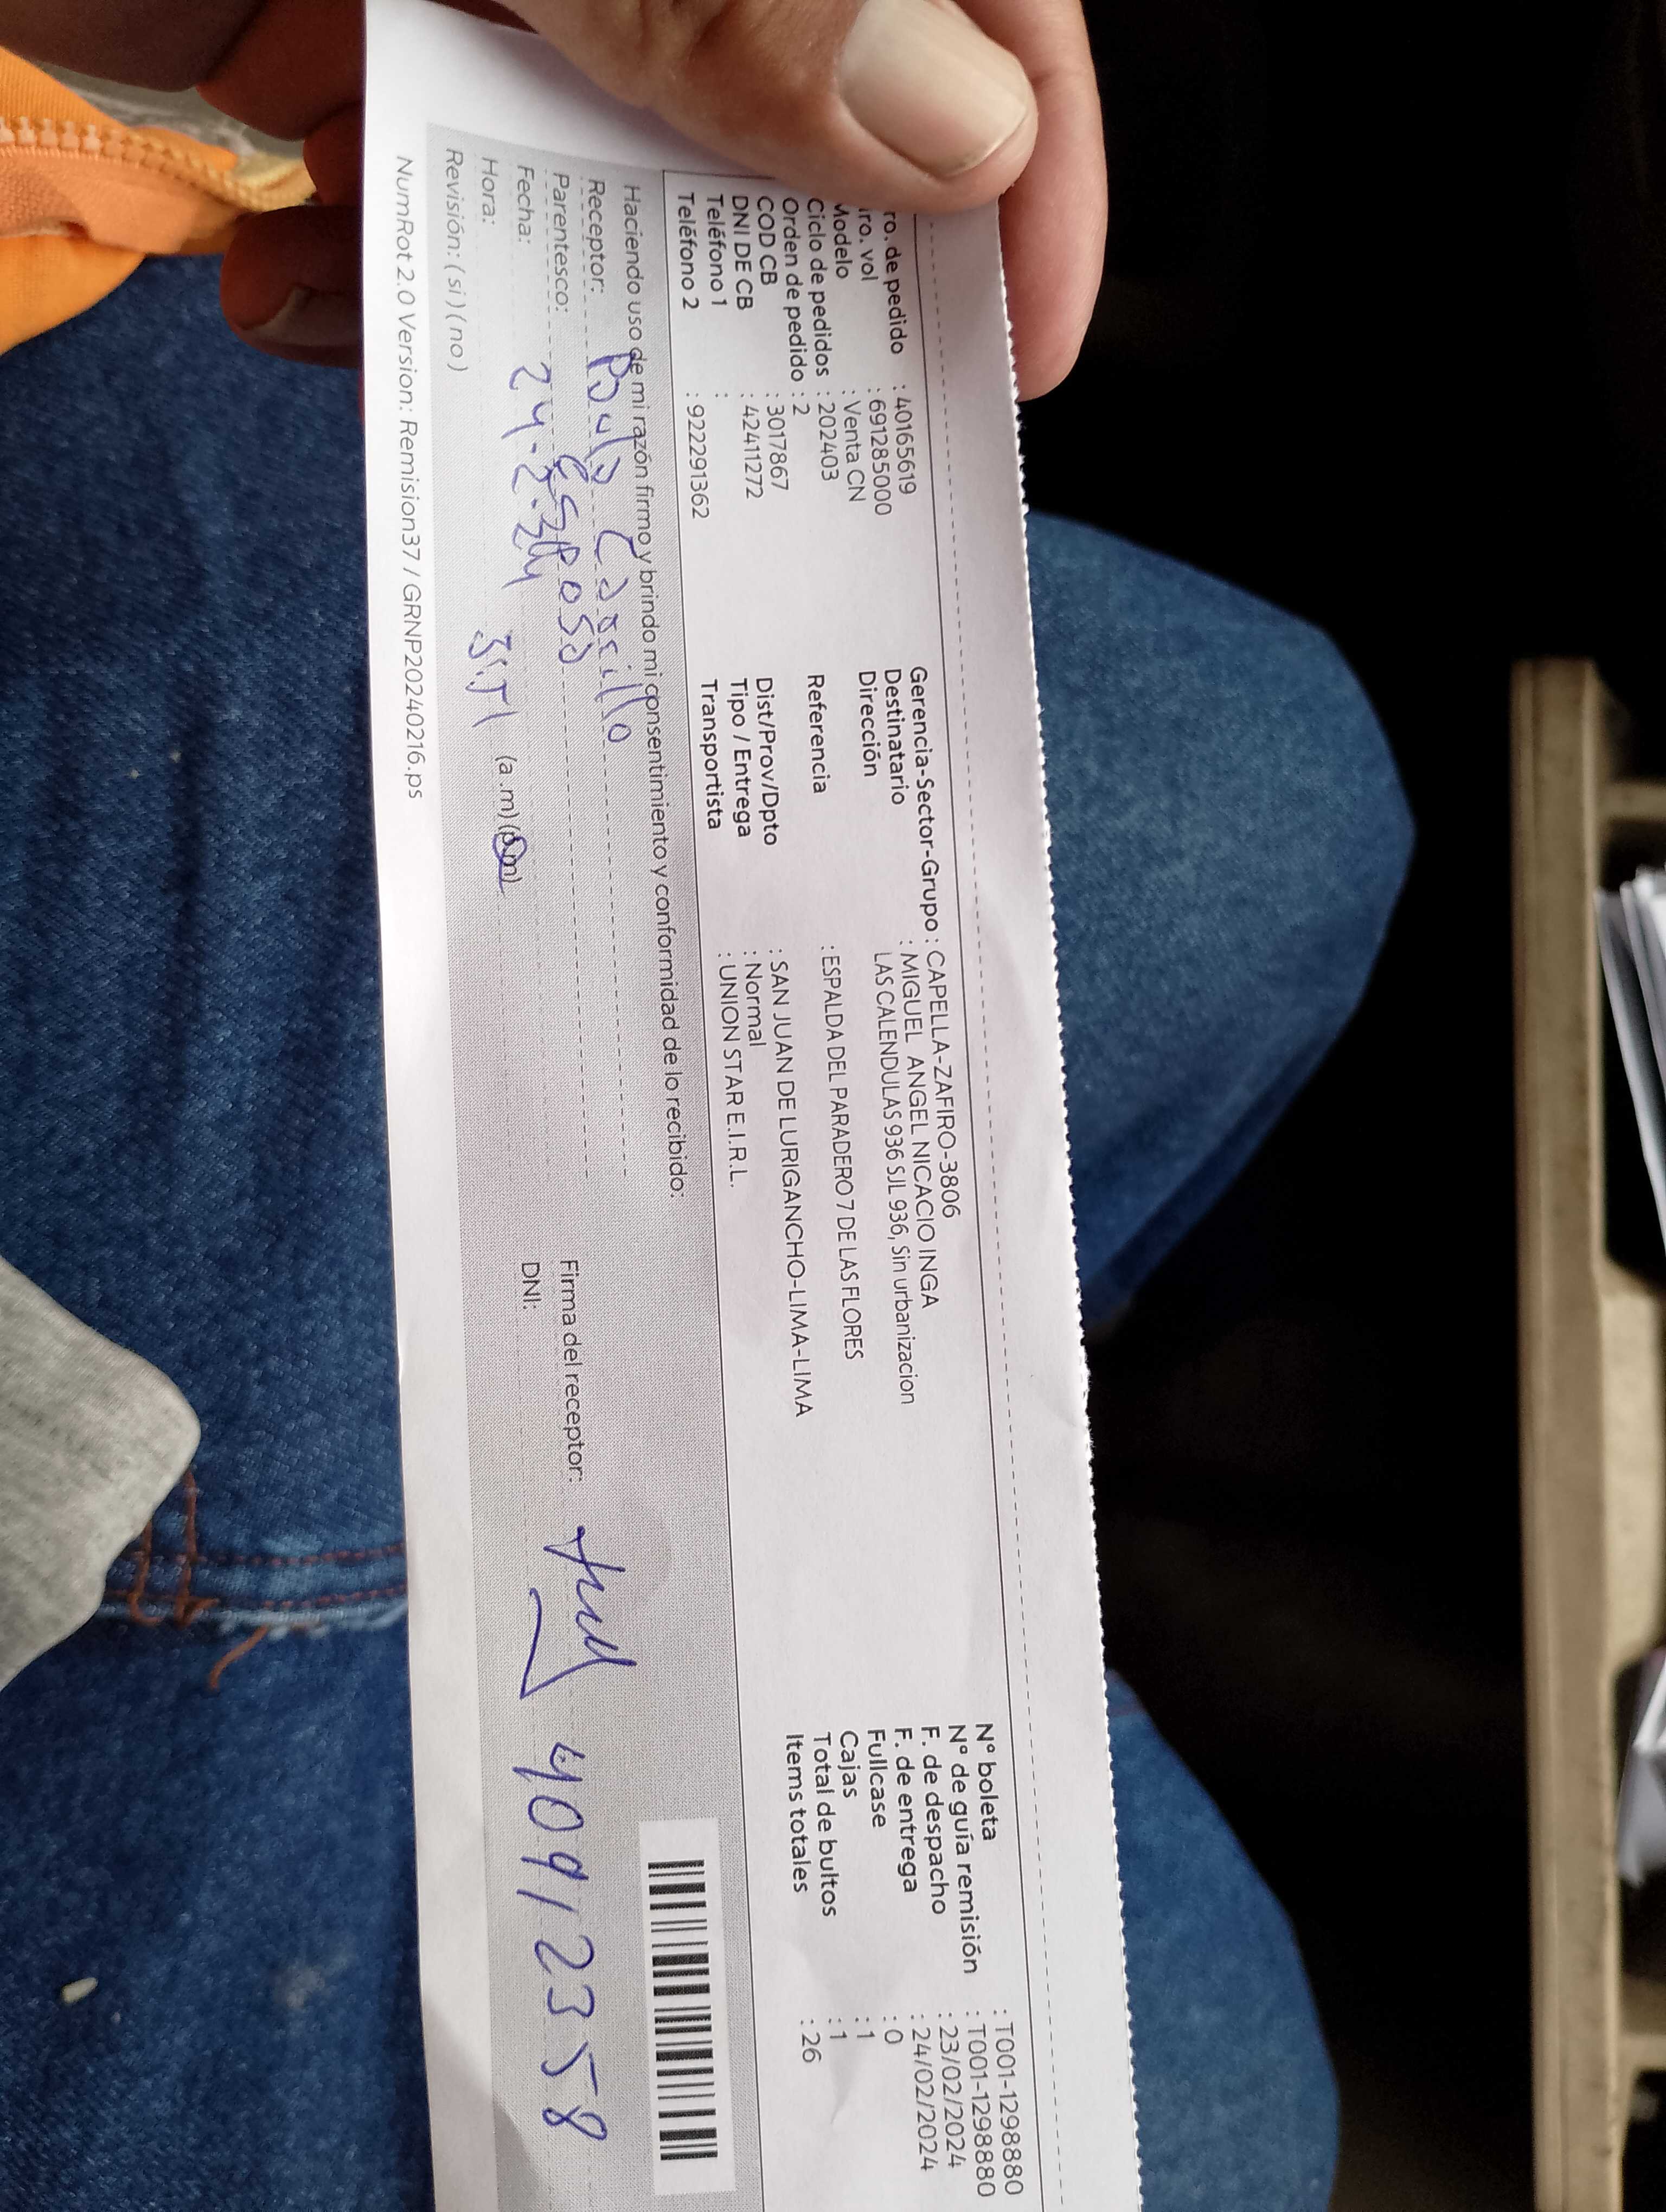 ro. de pedido : 40165619
ro. vol : 691285000
Modelo : Venta CN
Ciclo de pedidos : 202403
Orden de pedido : 2
COD CB : 3017867
DNI DE CB : 42411272
Teléfono 1 :
Teléfono 2 : 922291362
Gerencia-Sector-Grupo : CAPELLA-ZAFIRO-3806
Destinatario : MIGUEL ANGEL NICACIO INGA
Dirección LAS CALENDULAS 936 SJL 936, Sin urbanizacion
Referencia : ESPALDA DEL PARADERO 7 DE LAS FLORES
Dist/Prov/Dpto : SAN JUAN DE LURIGANCHO-LIMA-LIMA
Tipo / Entrega : Normal
Transportista : UNION STAR E.I.R.L.
N° boleta : T001-1298880
N° de guía remisión : T001-1298880
F. de despacho : 23/02/2024
F. de entrega : 24/02/2024
Fullcase : 0
Cajas : 1
Total de bultos : 1
Items totales : 26
Haciendo uso de mi razón firmo y brindo mi consentimiento y conformidad de lo recibido:
Receptor: Paula
Parentesco: esposa
Fecha: 24.2.24
Hora: (a.m) (p.m)
Revisión: ( si ) ( no )
Firma del receptor:
DNI: 40912358
NumRot 2.0 Version: Remision37 / GRNP20240216.ps